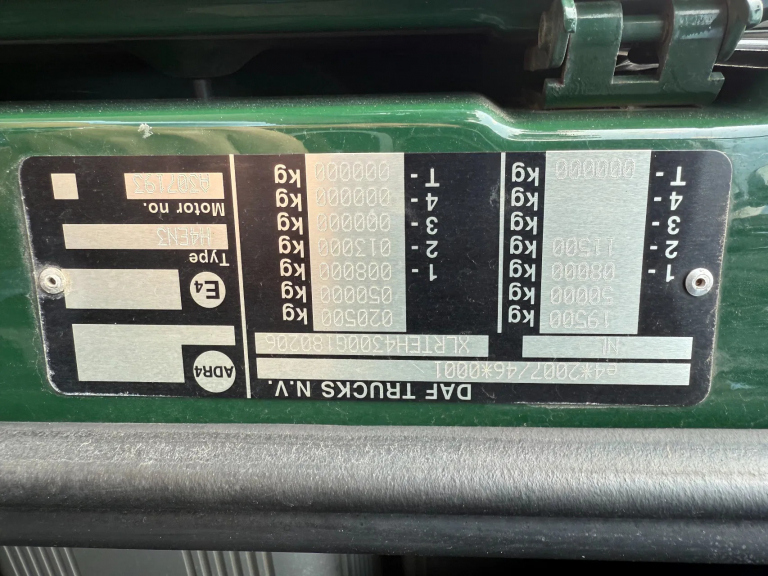 DAF TRUCKS N.V.
e4*2007/46*0001
NL XLRTEH4300G180206
19500 kg 020500 kg
50000 kg 050000 kg
1 - 08000 kg 1 - 008000 kg
2 - 11500 kg 2 - 013000 kg
3 - kg 3 - 000000 kg
4 - kg 4 - 000000 kg
T - 000000 kg T - 000000 kg
ADR4
E4
Type
H4EN3
Motor no.
A307193